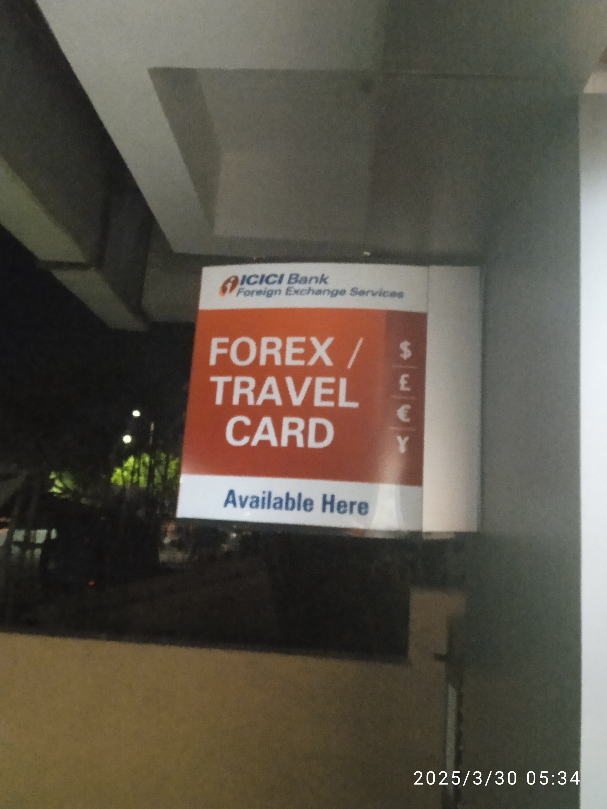 ICICI Bank
Foreign Exchange Services
FOREX /
TRAVEL
CARD
$
£
€
¥
Available Here
2025/3/30 05:34